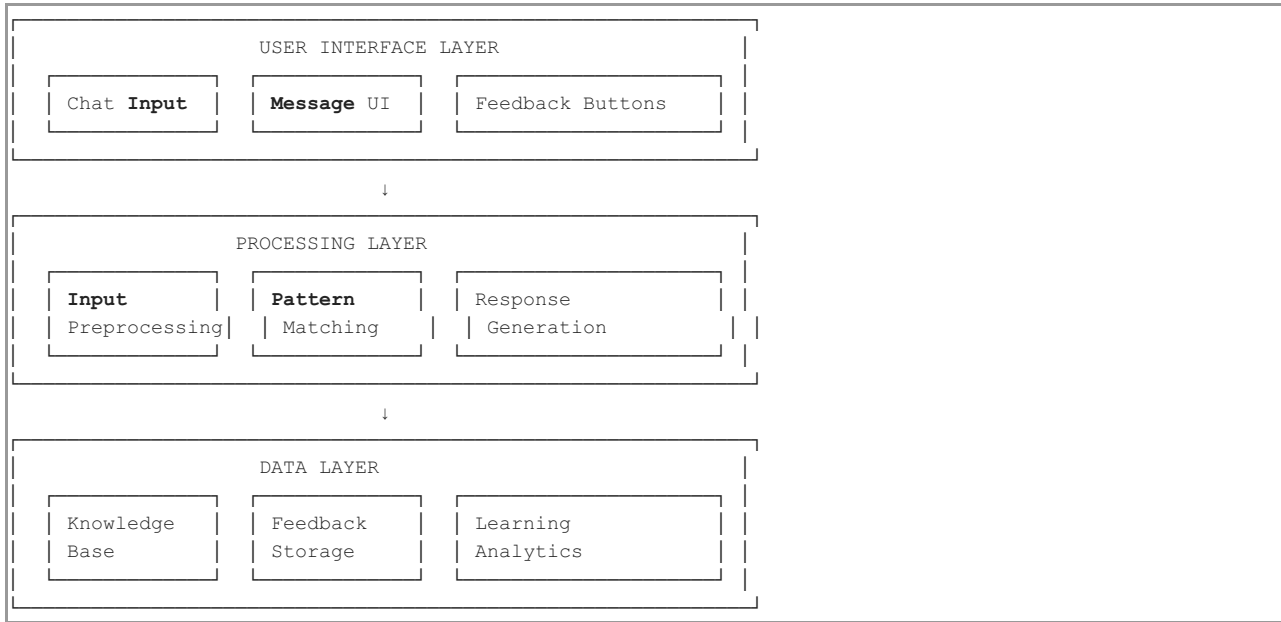 USER INTERFACE LAYER
Chat Input Message UI Feedback Buttons
↓
PROCESSING LAYER
Input Pattern Response
Preprocessing Matching Generation
↓
DATA LAYER
Knowledge Feedback Learning
Base Storage Analytics